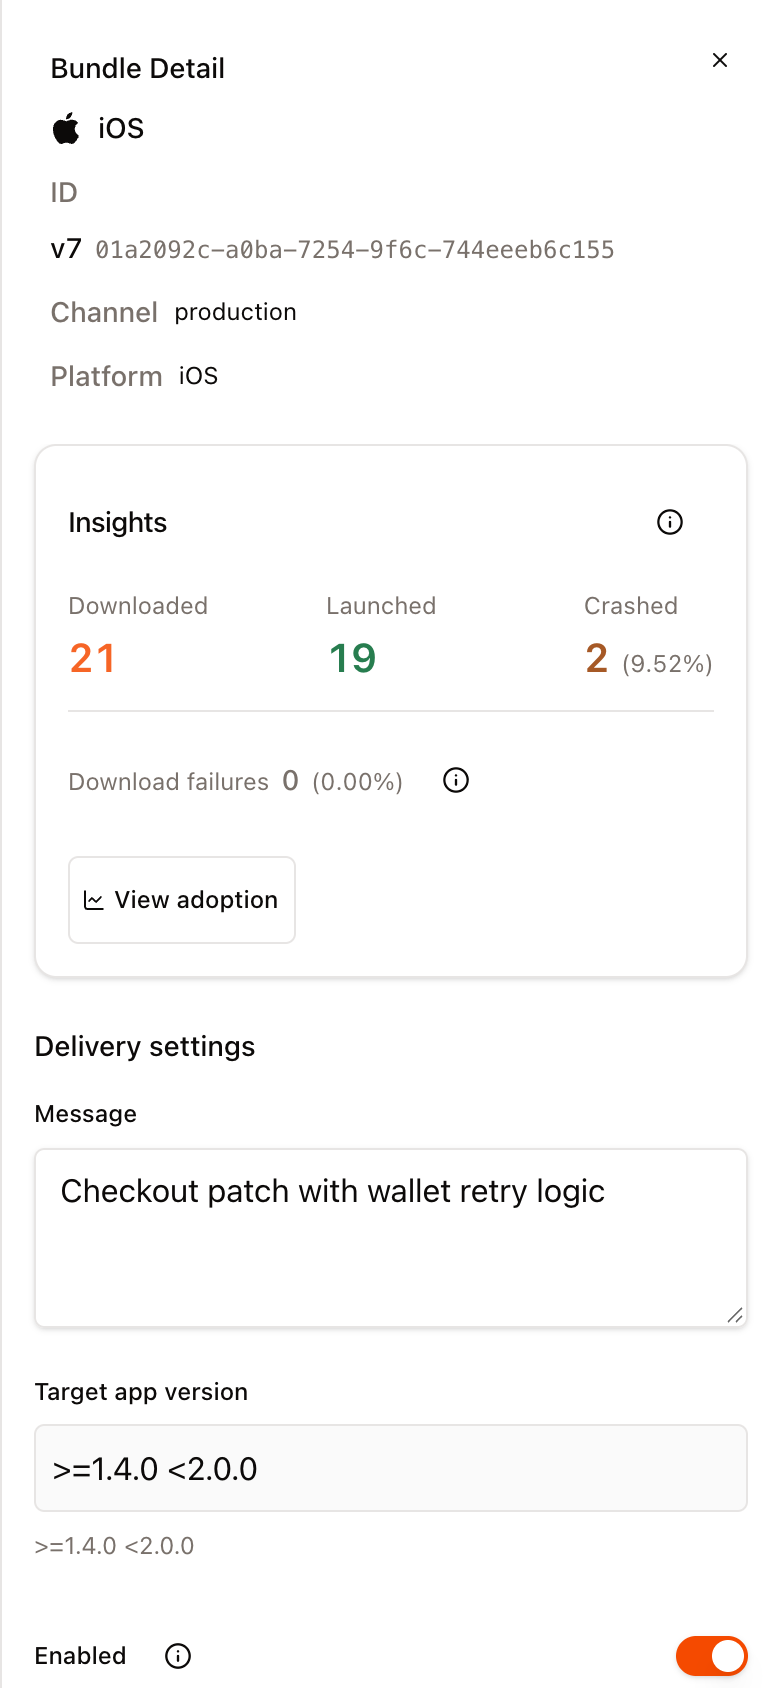 Bundle Detail
iOS
ID
v7 01a2092c-a0ba-7254-9f6c-744eeeb6c155
Channel production
Platform iOS
Insights
Downloaded Launched Crashed
21 19 2 (9.52%)
Download failures 0 (0.00%)
View adoption
Delivery settings
Message
Checkout patch with wallet retry logic
Target app version
>=1.4.0 <2.0.0
>=1.4.0 <2.0.0
Enabled